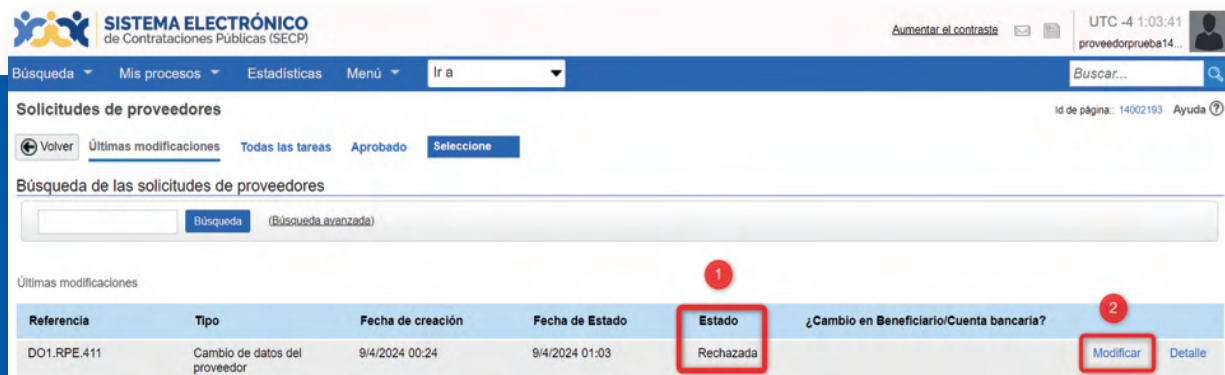 SISTEMA ELECTRÓNICO
de Contrataciones Públicas (SECP)
Aumentar el contraste
UTC -4 1:03:41
proveedorprueba14...
Búsqueda Mis procesos Estadísticas Menú Ir a Buscar...
Solicitudes de proveedores
Id de página:: 14002193 Ayuda ?
Volver Últimas modificaciones Todas las tareas Aprobado Seleccione
Búsqueda de las solicitudes de proveedores
Búsqueda (Búsqueda avanzada)
Últimas modificaciones
1
2
Referencia Tipo Fecha de creación Fecha de Estado Estado ¿Cambio en Beneficiario/Cuenta bancaria?
DO1.RPE.411 Cambio de datos del 9/4/2024 00:24 9/4/2024 01:03 Rechazada Modificar Detalle
proveedor